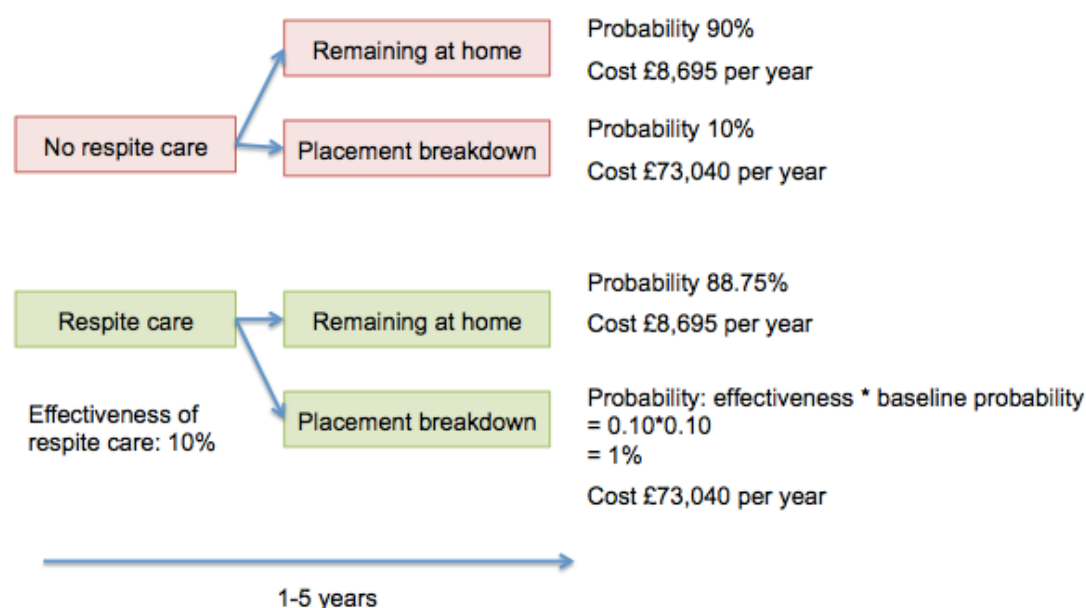 No respite care
Remaining at home
Probability 90%
Cost £8,695 per year
Placement breakdown
Probability 10%
Cost £73,040 per year
Respite care
Effectiveness of
respite care: 10%
Remaining at home
Probability 88.75%
Cost £8,695 per year
Placement breakdown
Probability: effectiveness * baseline probability
= 0.10*0.10
= 1%
Cost £73,040 per year
1-5 years